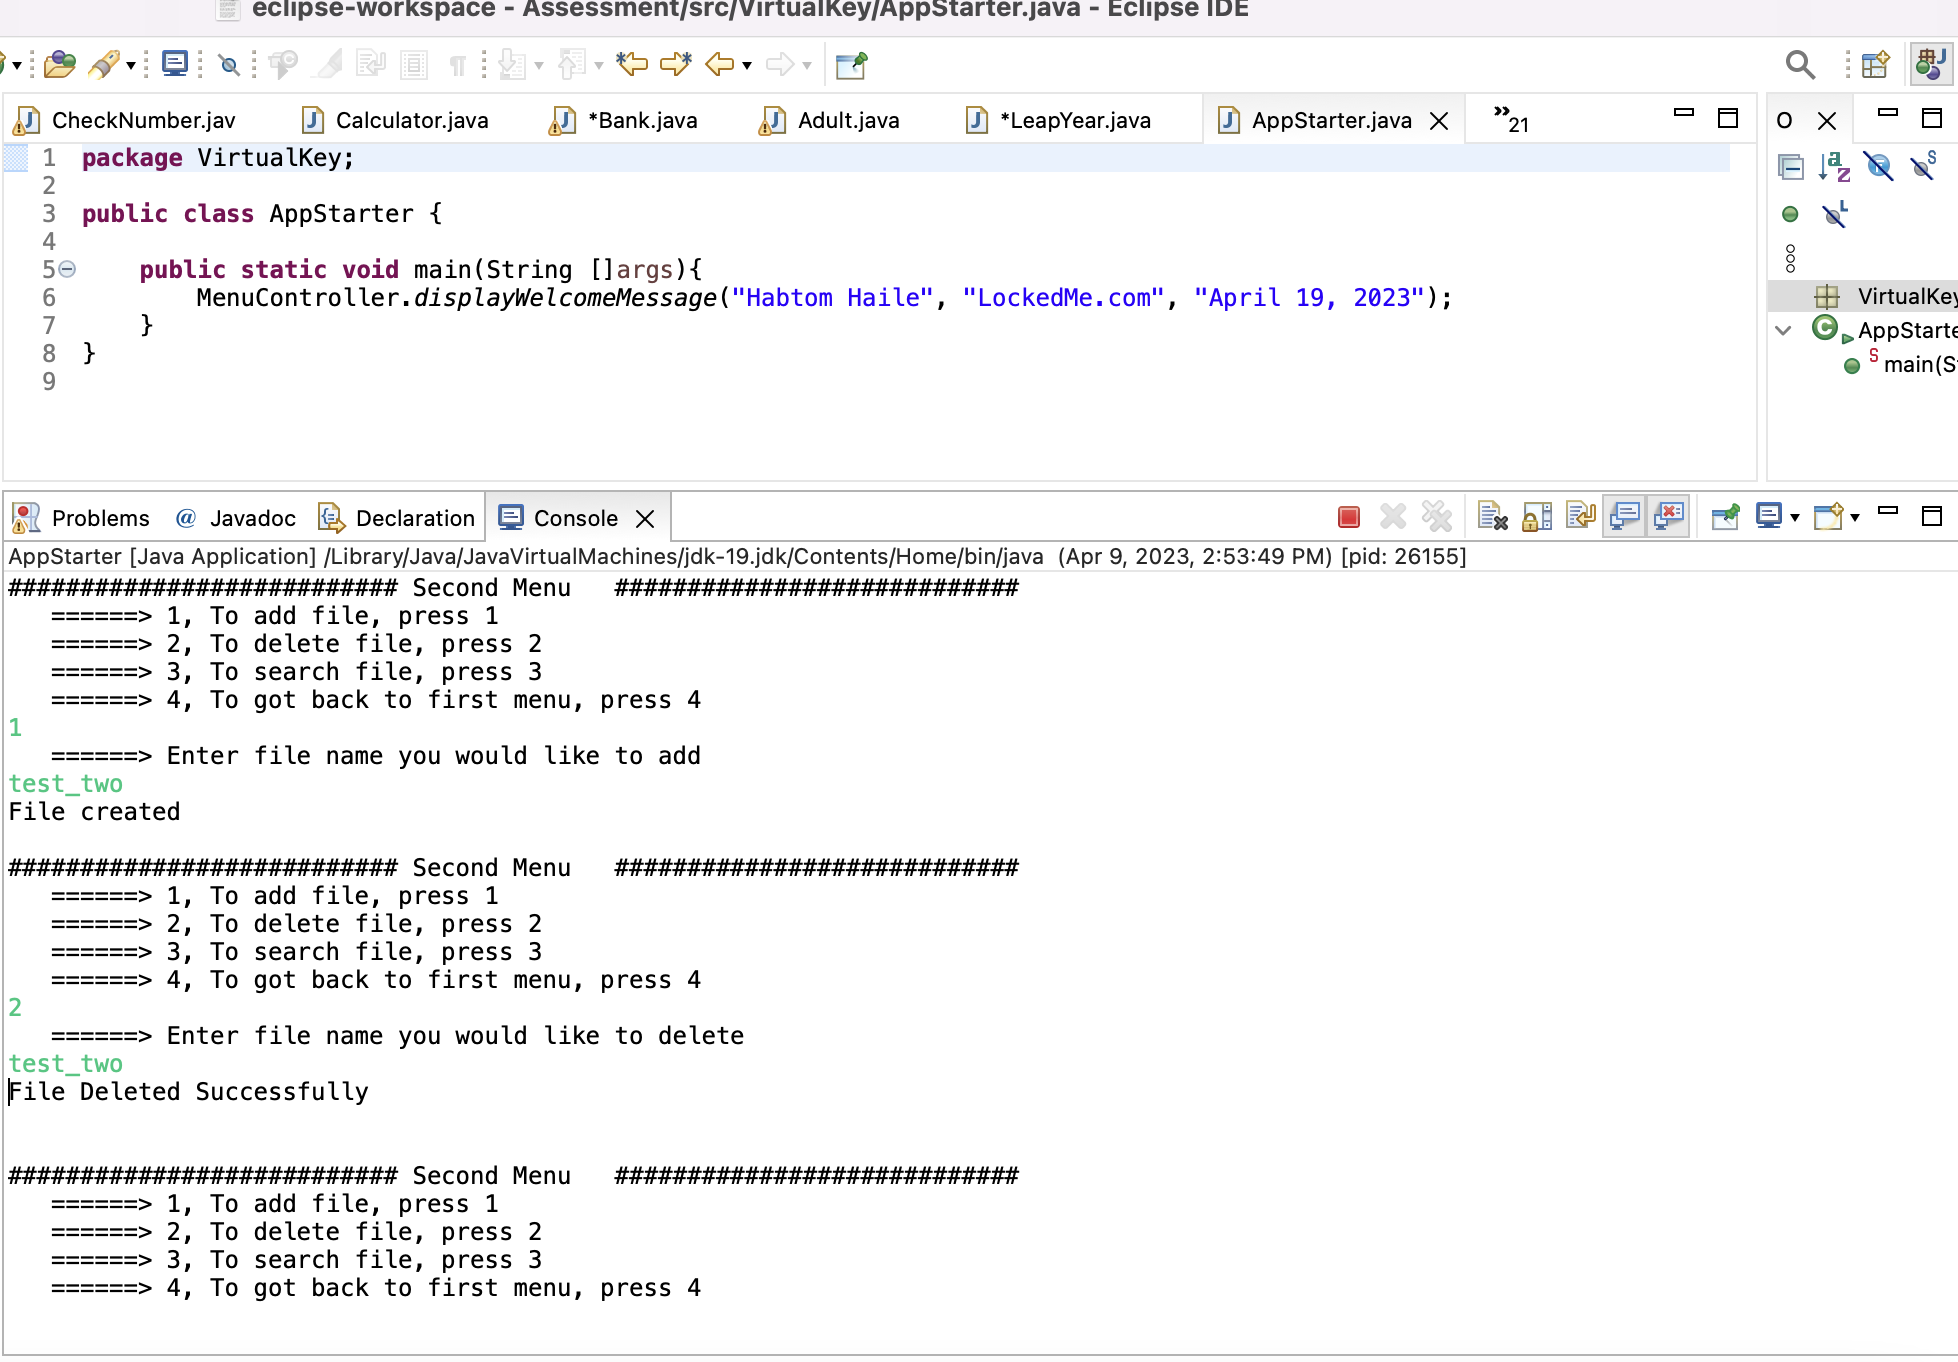 eclipse-workspace - Assessment/src/VirtualKey/AppStarter.java - Eclipse IDE
CheckNumber.jav Calculator.java *Bank.java Adult.java *LeapYear.java AppStarter.java »21 O
1 package VirtualKey;
2
3 public class AppStarter {
4
5 public static void main(String []args){
6 MenuController.displayWelcomeMessage("Habtom Haile", "LockedMe.com", "April 19, 2023");
7 }
8 }
9
VirtualKey
AppStarte
main(S
Problems @ Javadoc Declaration Console
AppStarter [Java Application] /Library/Java/JavaVirtualMachines/jdk-19.jdk/Contents/Home/bin/java (Apr 9, 2023, 2:53:49 PM) [pid: 26155]
########################### Second Menu   ############################
   ======> 1, To add file, press 1
   ======> 2, To delete file, press 2
   ======> 3, To search file, press 3
   ======> 4, To got back to first menu, press 4
1
   ======> Enter file name you would like to add
test_two
File created
########################### Second Menu   ############################
   ======> 1, To add file, press 1
   ======> 2, To delete file, press 2
   ======> 3, To search file, press 3
   ======> 4, To got back to first menu, press 4
2
   ======> Enter file name you would like to delete
test_two
File Deleted Successfully
########################### Second Menu   ############################
   ======> 1, To add file, press 1
   ======> 2, To delete file, press 2
   ======> 3, To search file, press 3
   ======> 4, To got back to first menu, press 4